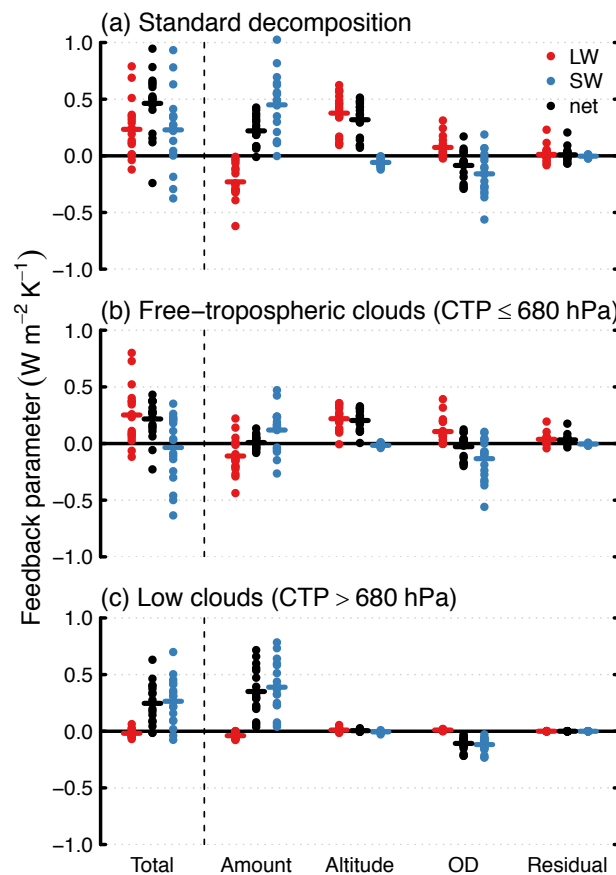 (a) Standard decomposition
1.0
0.5
0.0
−0.5
−1.0
LW
SW
net
(b) Free−tropospheric clouds (CTP ≤ 680 hPa)
1.0
0.5
0.0
−0.5
−1.0
(c) Low clouds (CTP > 680 hPa)
1.0
0.5
0.0
−0.5
−1.0
Feedback parameter (W m−2 K−1)
Total Amount Altitude OD Residual